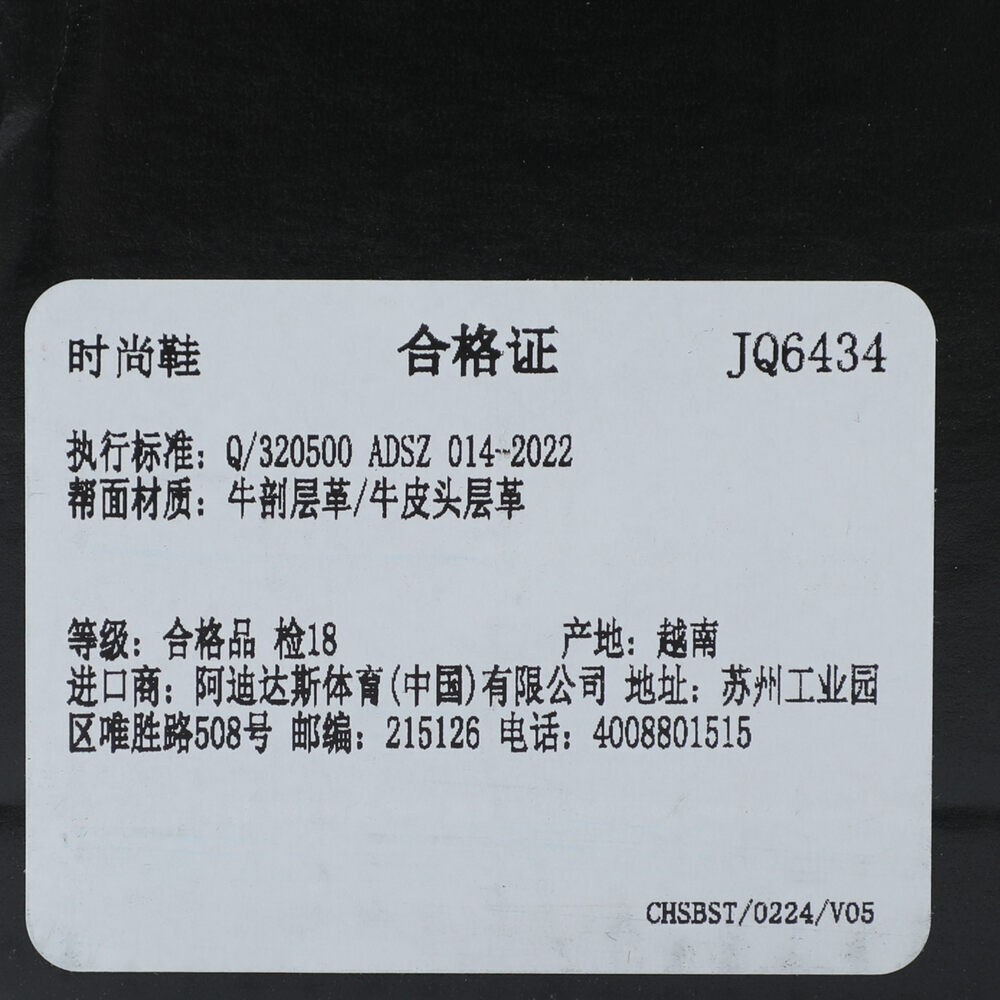 时尚鞋 合格证 JQ6434
执行标准：Q/320500 ADSZ 014-2022
帮面材质：牛剖层革/牛皮头层革
等级：合格品 检18 产地：越南
进口商：阿迪达斯体育(中国)有限公司 地址：苏州工业园
区唯胜路508号 邮编：215126 电话：4008801515
CHSBST/0224/V05